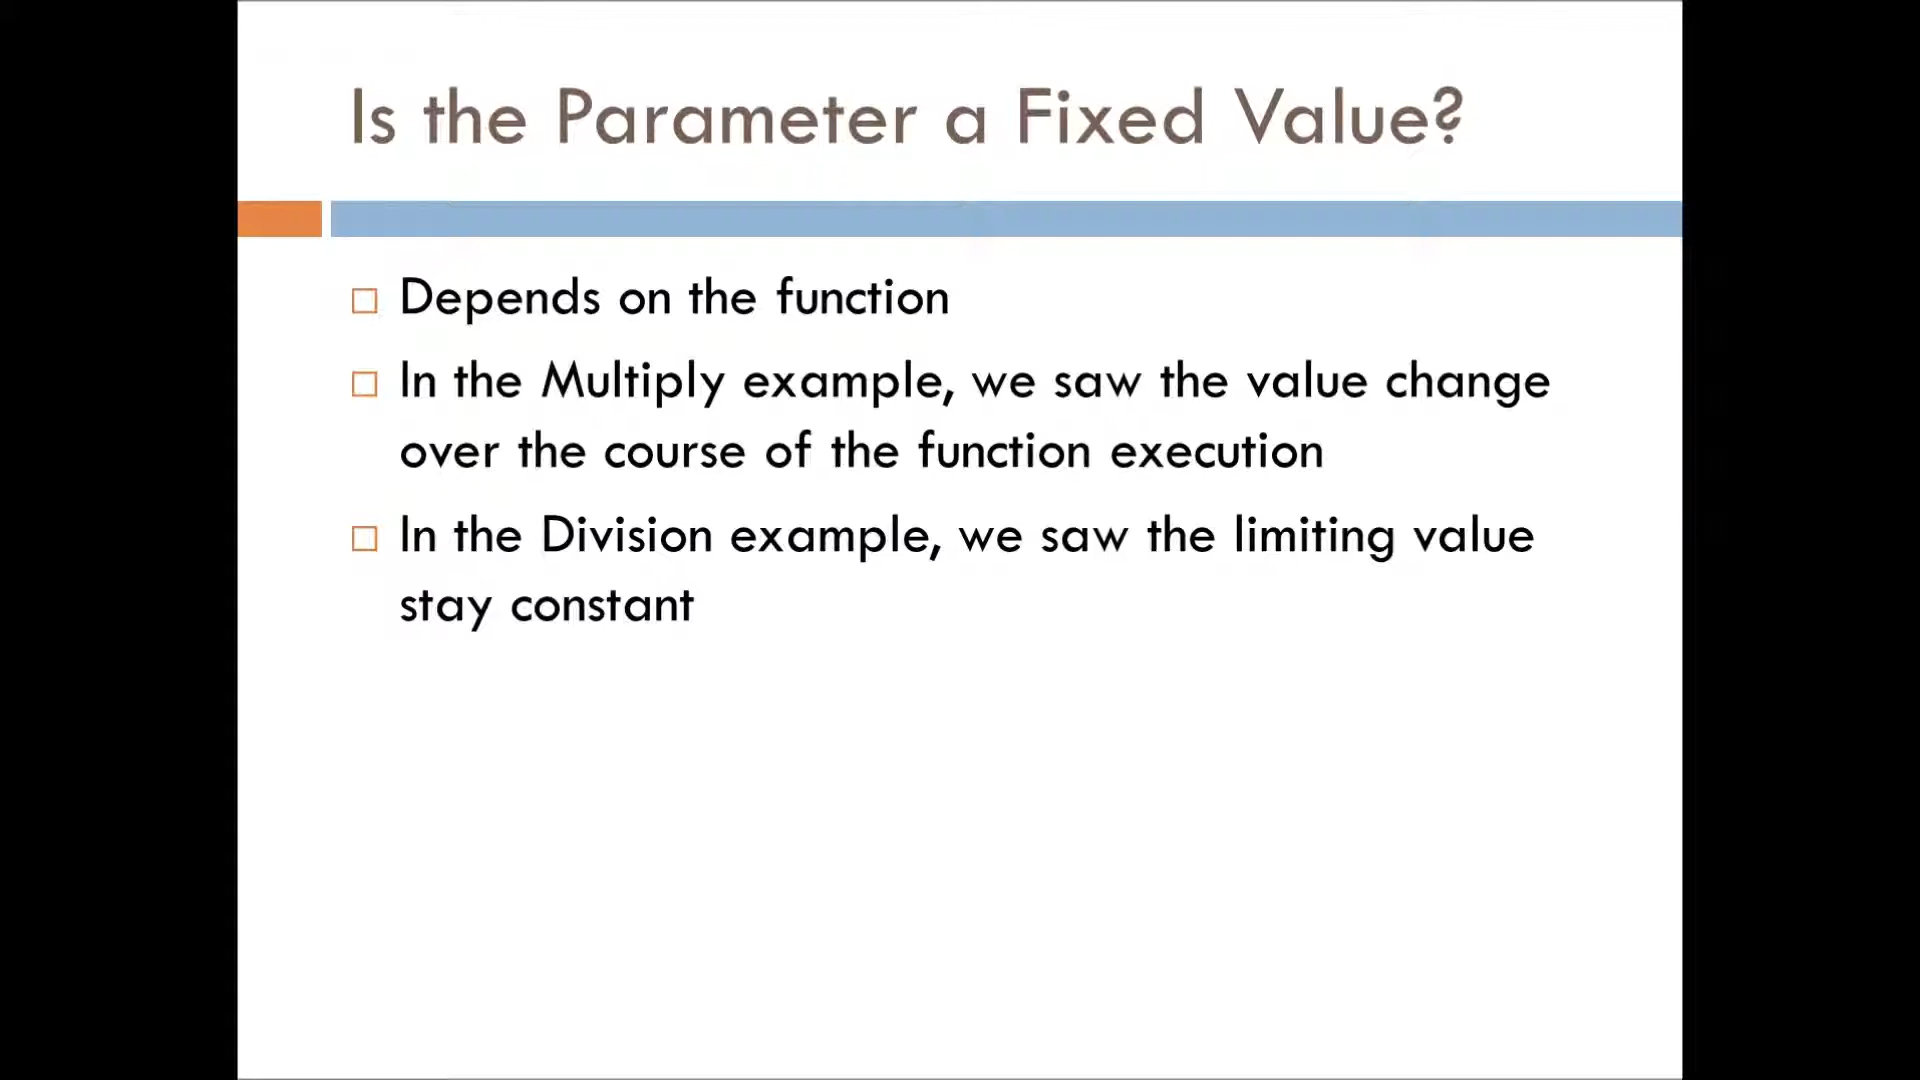 Is the Parameter a Fixed Value?
Depends on the function
In the Multiply example, we saw the value change
over the course of the function execution
In the Division example, we saw the limiting value
stay constant